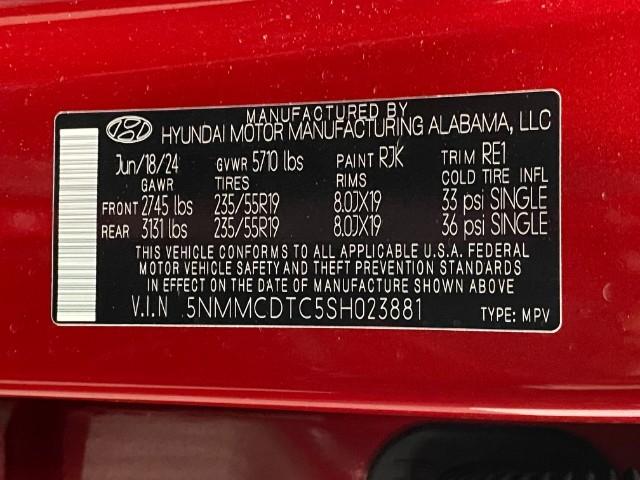 MANUFACTURED BY
HYUNDAI MOTOR MANUFACTURING ALABAMA, LLC
Jun/18/24 GVWR 5710 lbs PAINT RJK TRIM RE1
GAWR TIRES RIMS COLD TIRE INFL
FRONT 2745 lbs 235/55R19 8.0JX19 33 psi SINGLE
REAR 3131 lbs 235/55R19 8.0JX19 36 psi SINGLE
THIS VEHICLE CONFORMS TO ALL APPLICABLE U.S.A. FEDERAL
MOTOR VEHICLE SAFETY AND THEFT PREVENTION STANDARDS
IN EFFECT ON THE DATE OF MANUFACTURE SHOWN ABOVE
V.I.N 5NMMCDTC5SH023881 TYPE: MPV